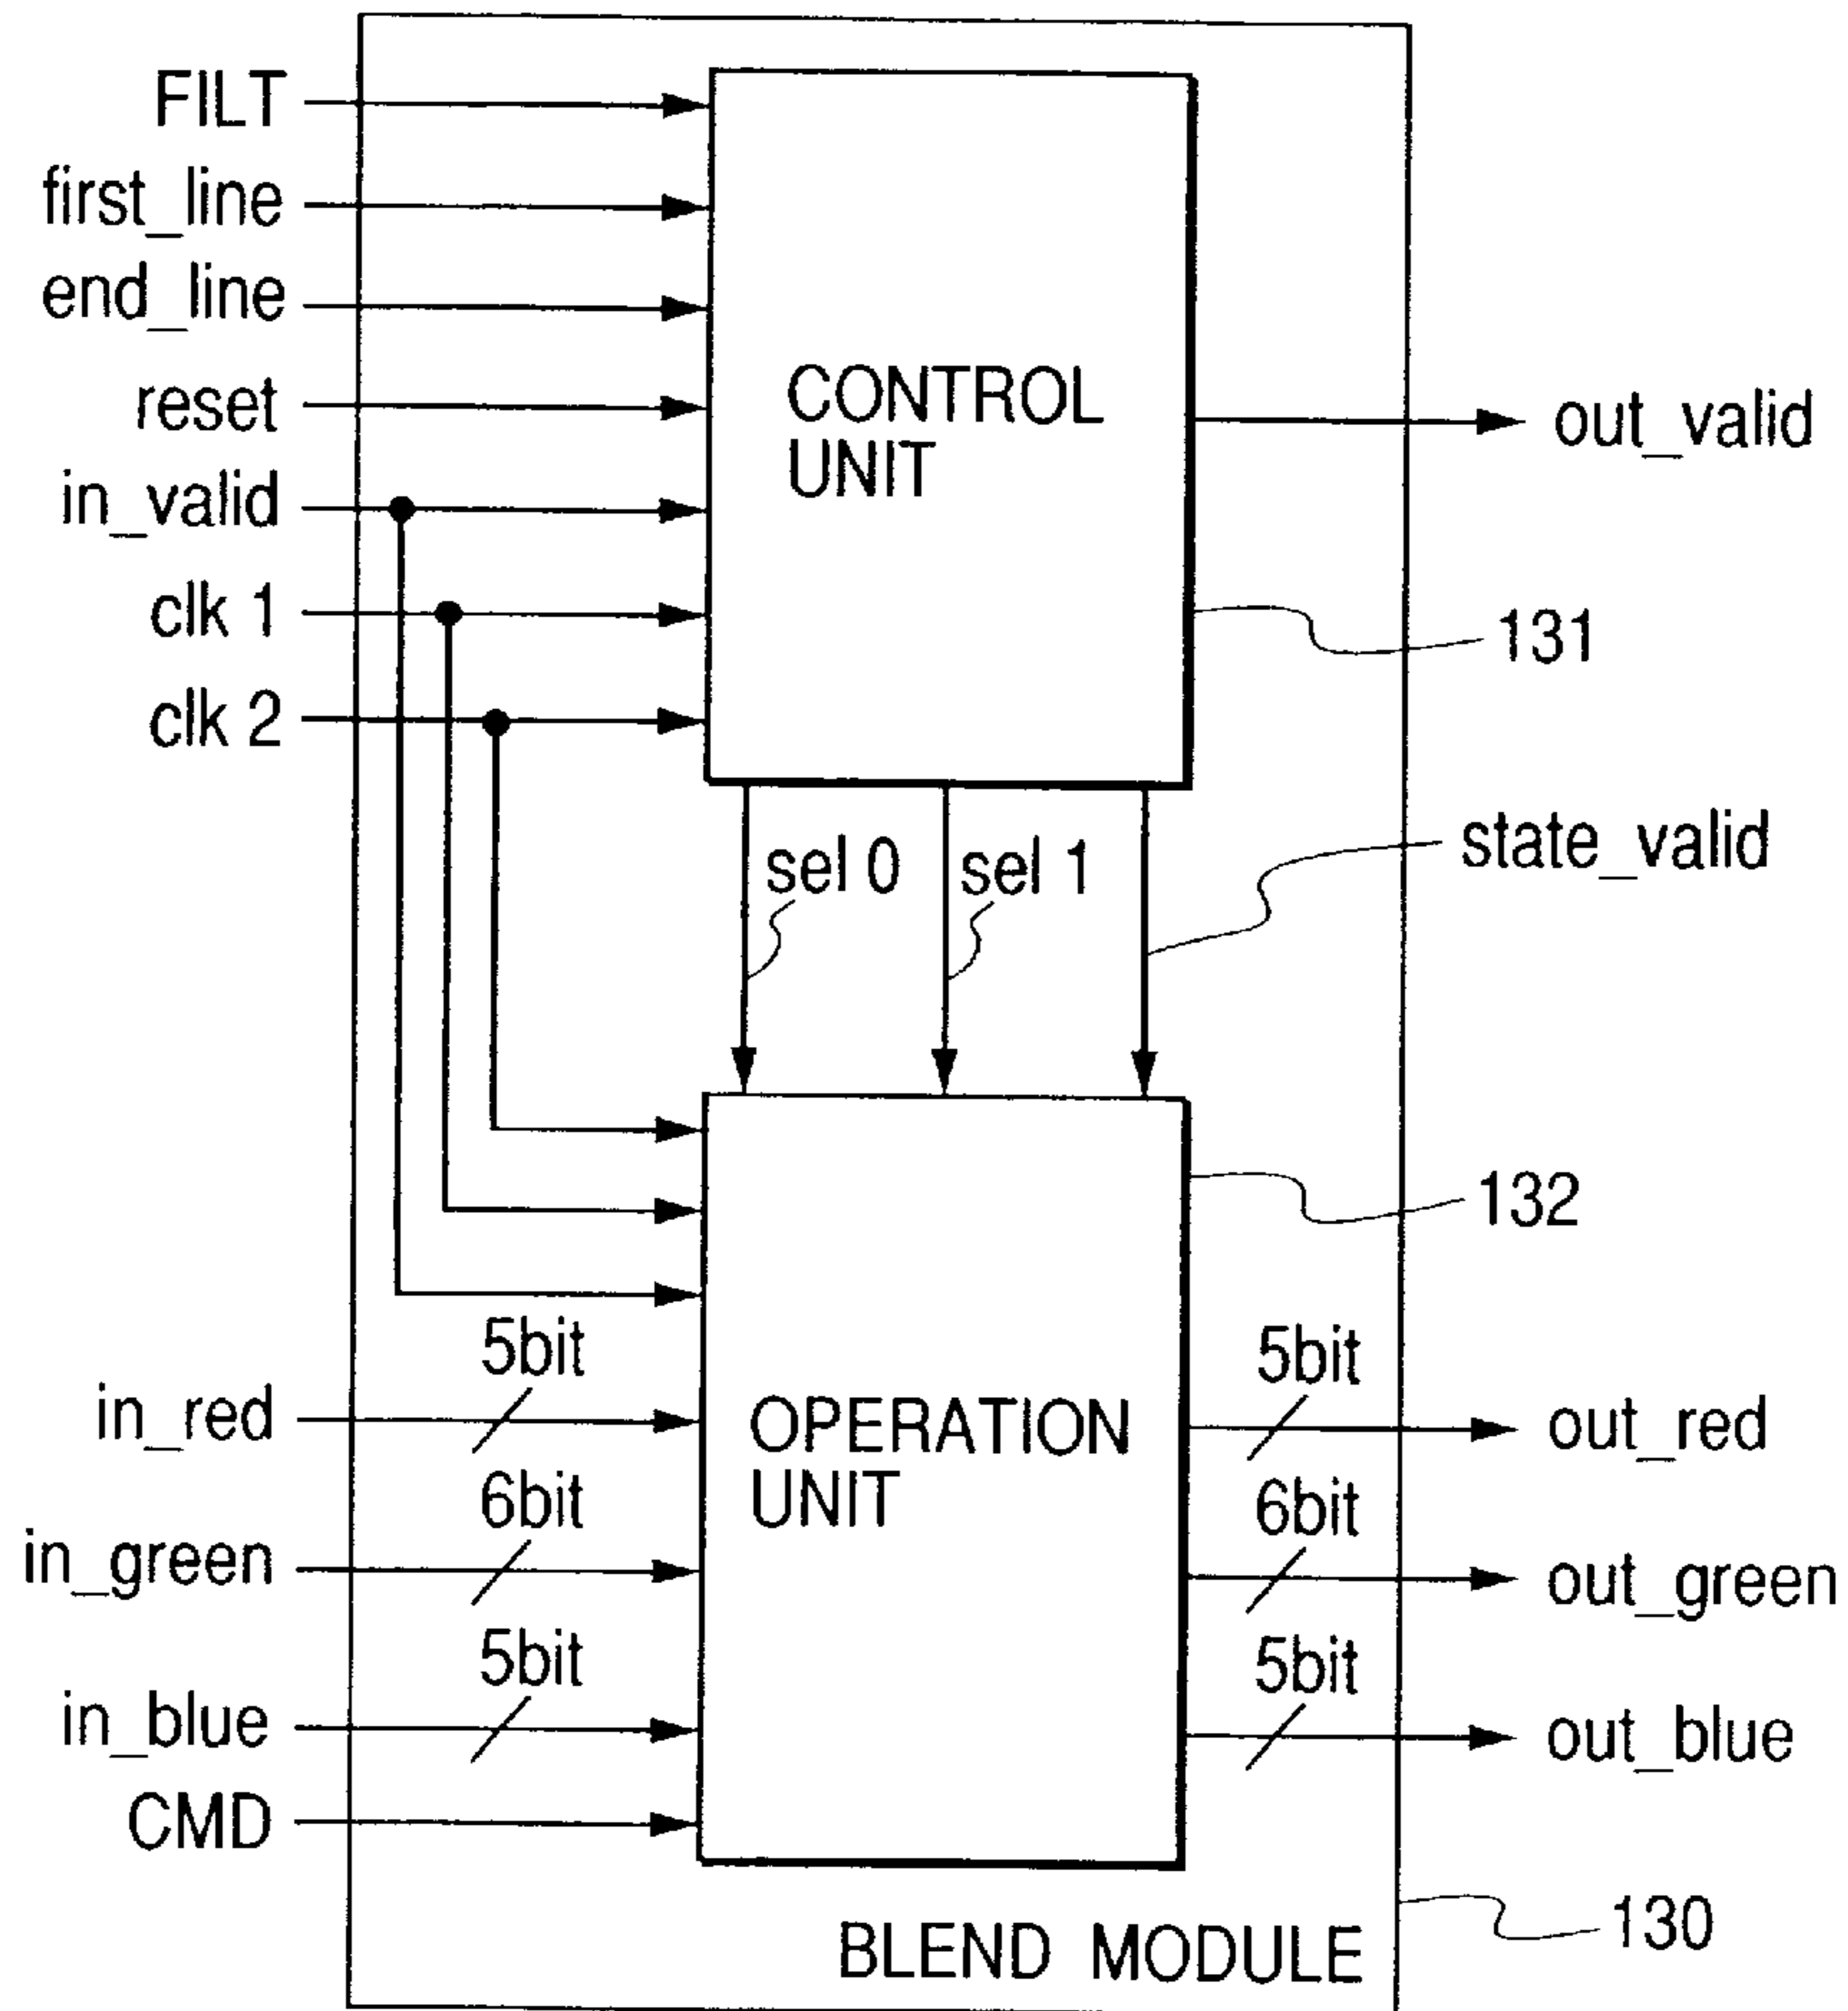 FILT
first_line
end_line
reset
in_valid
clk 1
clk 2
CONTROL
UNIT
out_valid
131
sel 0
sel 1
state_valid
132
5bit
in_red
6bit
in_green
5bit
in_blue
CMD
OPERATION
UNIT
5bit
out_red
6bit
out_green
5bit
out_blue
BLEND MODULE
130